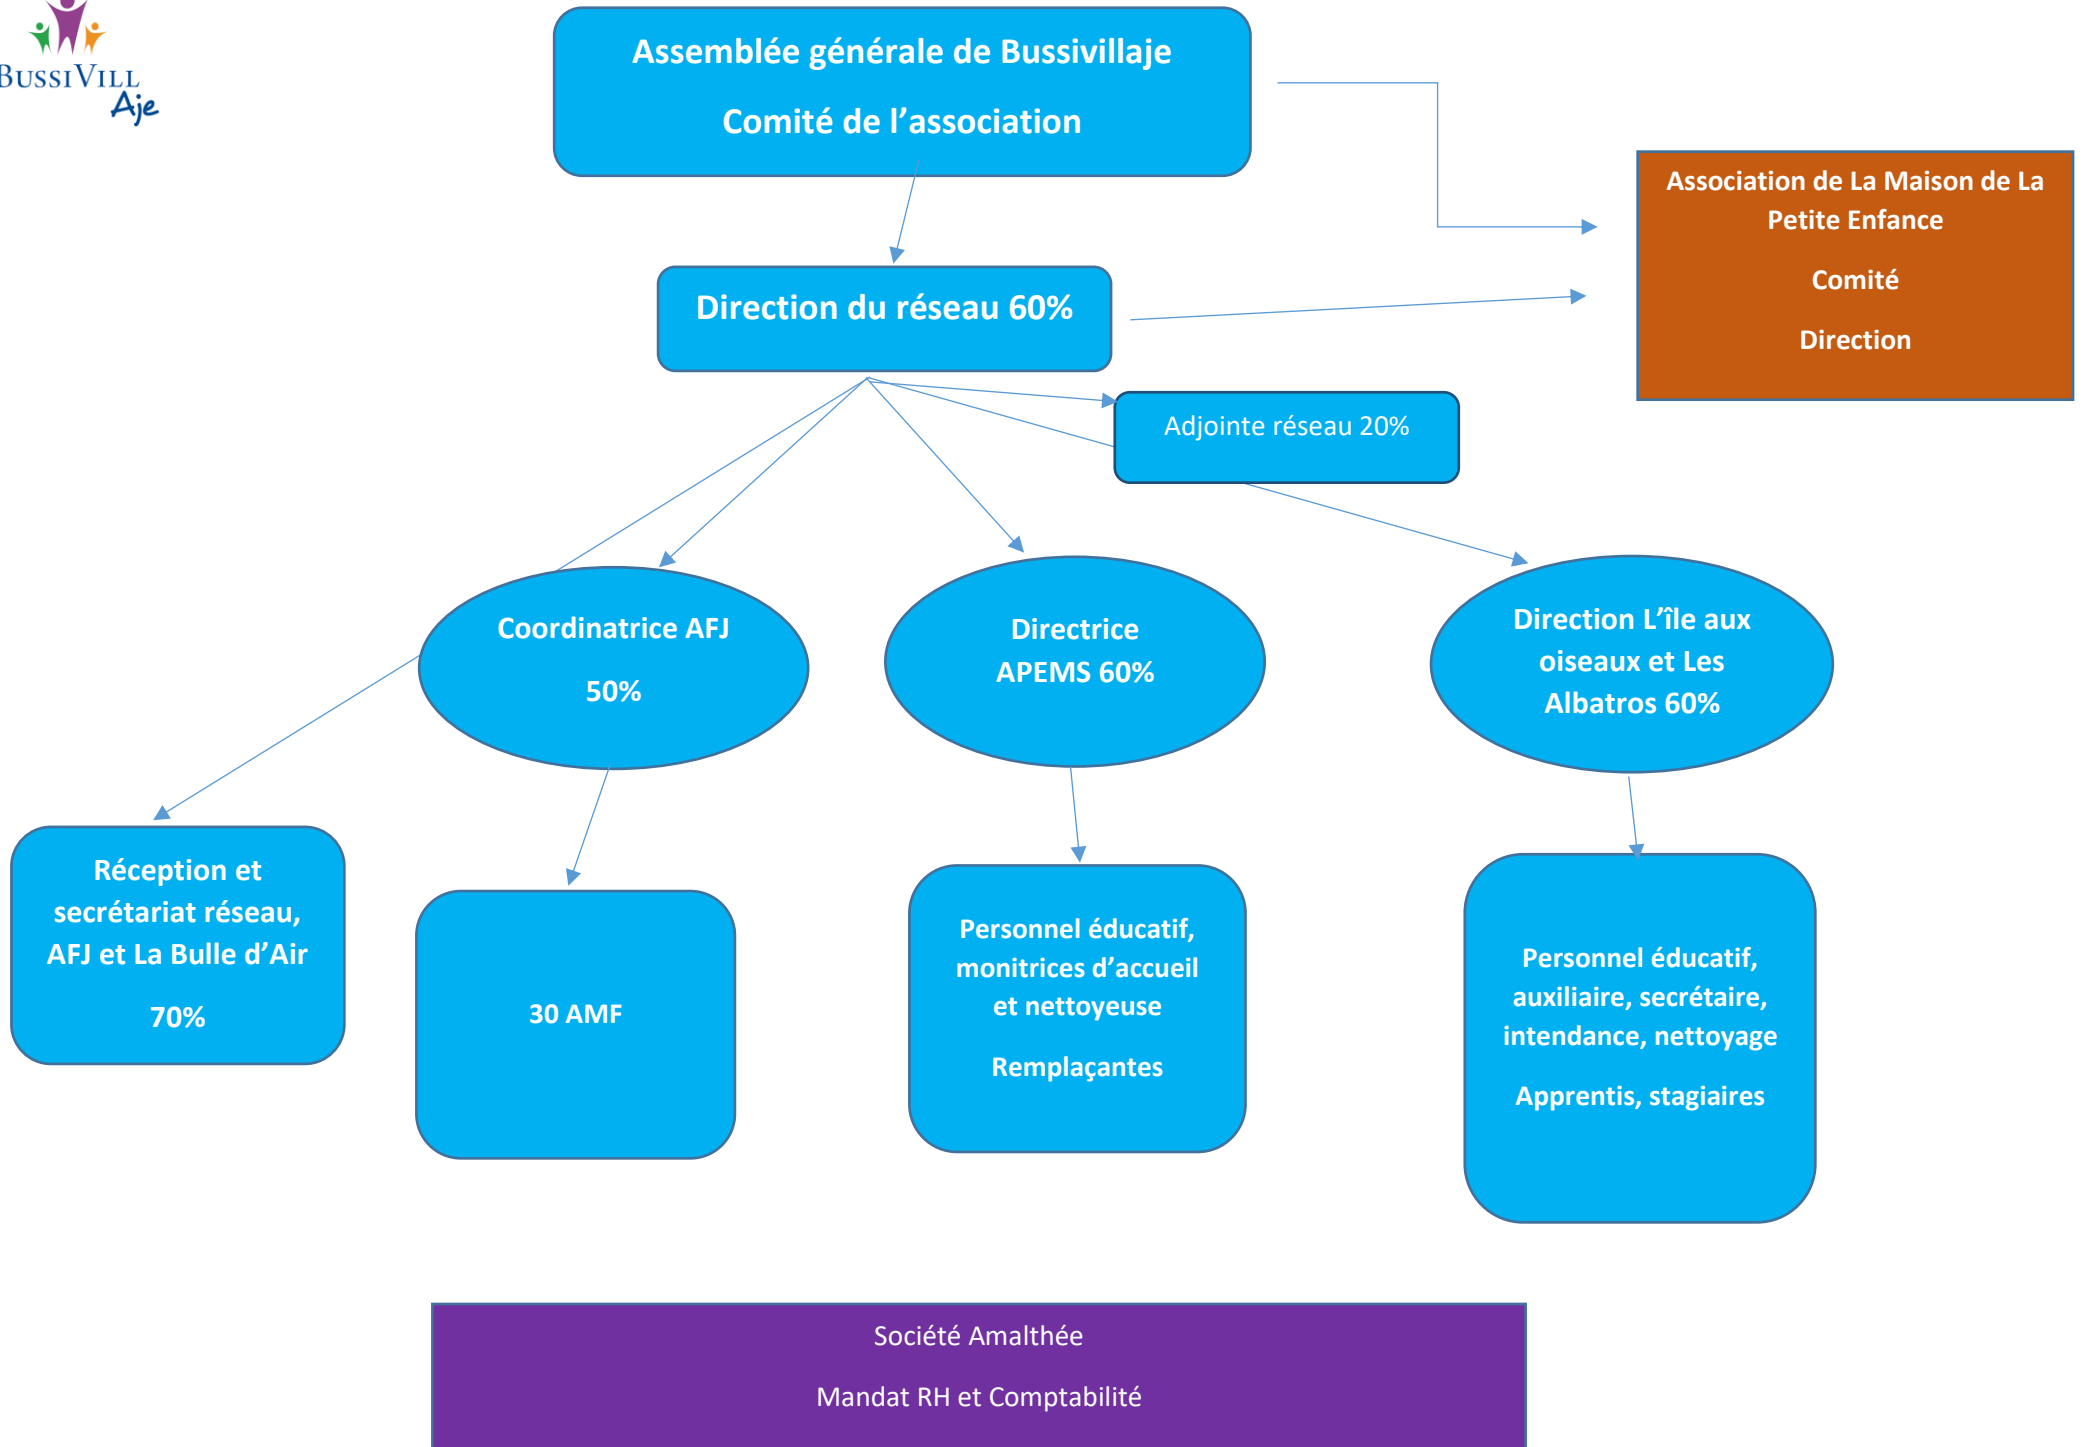 BUSSIVILL
Aje
Assemblée générale de Bussivillaje
Comité de l’association
Association de La Maison de La
Petite Enfance
Comité
Direction
Direction du réseau 60%
Adjointe réseau 20%
Coordinatrice AFJ
50%
Directrice
APEMS 60%
Direction L’île aux
oiseaux et Les
Albatros 60%
Réception et
secrétariat réseau,
AFJ et La Bulle d’Air
70%
30 AMF
Personnel éducatif,
monitrices d’accueil
et nettoyeuse
Remplaçantes
Personnel éducatif,
auxiliaire, secrétaire,
intendance, nettoyage
Apprentis, stagiaires
Société Amalthée
Mandat RH et Comptabilité